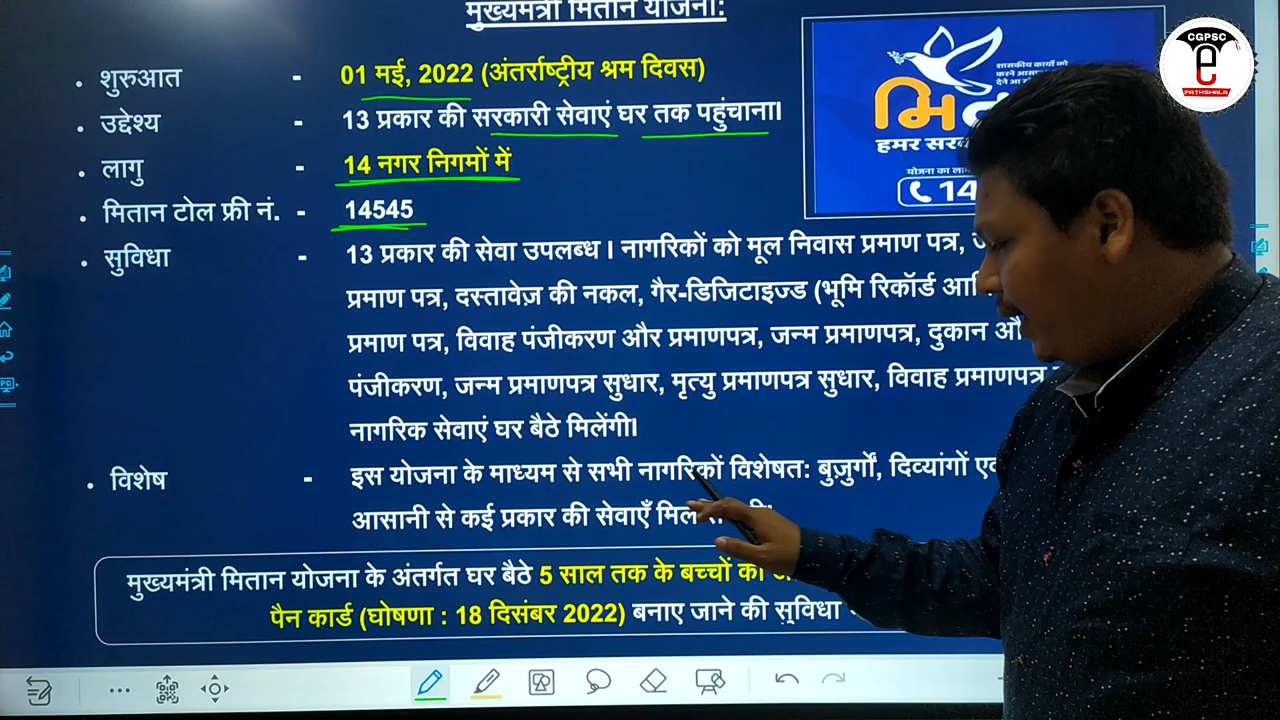 मुख्यमंत्री मितान योजना:
• शुरुआत - 01 मई, 2022 (अंतर्राष्ट्रीय श्रम दिवस)
• उद्देश्य - 13 प्रकार की सरकारी सेवाएं घर तक पहुंचाना।
• लागु - 14 नगर निगमों में
• मितान टोल फ्री नं. - 14545
• सुविधा - 13 प्रकार की सेवा उपलब्ध। नागरिकों को मूल निवास प्रमाण पत्र,
प्रमाण पत्र, दस्तावेज़ की नकल, गैर-डिजिटाइज्ड (भूमि रिकॉर्ड
प्रमाण पत्र, विवाह पंजीकरण और प्रमाणपत्र, जन्म प्रमाणपत्र, दुकान
पंजीकरण, जन्म प्रमाणपत्र सुधार, मृत्यु प्रमाणपत्र सुधार, विवाह प्रमाणपत्र
नागरिक सेवाएं घर बैठे मिलेंगी।
• विशेष - इस योजना के माध्यम से सभी नागरिकों विशेषत: बुज़ुर्गों, दिव्यांगों
आसानी से कई प्रकार की सेवाएँ मिल
मुख्यमंत्री मितान योजना के अंतर्गत घर बैठे 5 साल तक के बच्चों का
पैन कार्ड (घोषणा : 18 दिसंबर 2022) बनाए जाने की सुविधा
शासकीय कार्यों को
करने
हमर
योजना का
14
CGPSC
e
PATHSHALA
PC